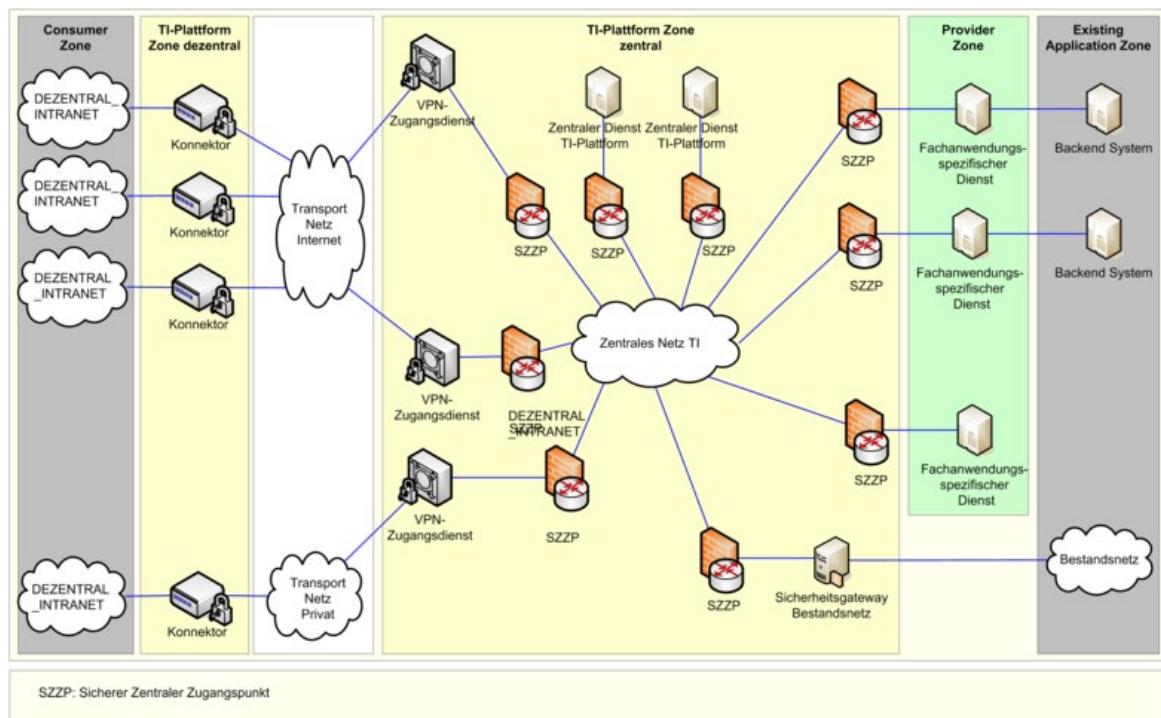 Consumer
Zone
TI-Plattform
Zone dezentral
TI-Plattform Zone
zentral
Provider
Zone
Existing
Application Zone
DEZENTRAL_
INTRANET
Konnektor
DEZENTRAL_
INTRANET
Konnektor
DEZENTRAL
_INTRANET
Konnektor
DEZENTRAL
_INTRANET
Konnektor
Transport
Netz
Internet
Transport
Netz
Privat
VPN-
Zugangsdienst
SZZP
Zentraler Dienst
TI-Plattform
SZZP
Zentraler Dienst
TI-Plattform
SZZP
VPN-
Zugangsdienst
DEZENTRAL
_INTRANET
SZZP
VPN-
Zugangsdienst
SZZP
Zentrales Netz TI
SZZP
Fachanwendungs-
spezifischer
Dienst
Backend System
SZZP
Fachanwendungs-
spezifischer
Dienst
Backend System
SZZP
Fachanwendungs-
spezifischer
Dienst
SZZP
Sicherheitsgateway
Bestandsnetz
Bestandsnetz
SZZP: Sicherer Zentraler Zugangspunkt